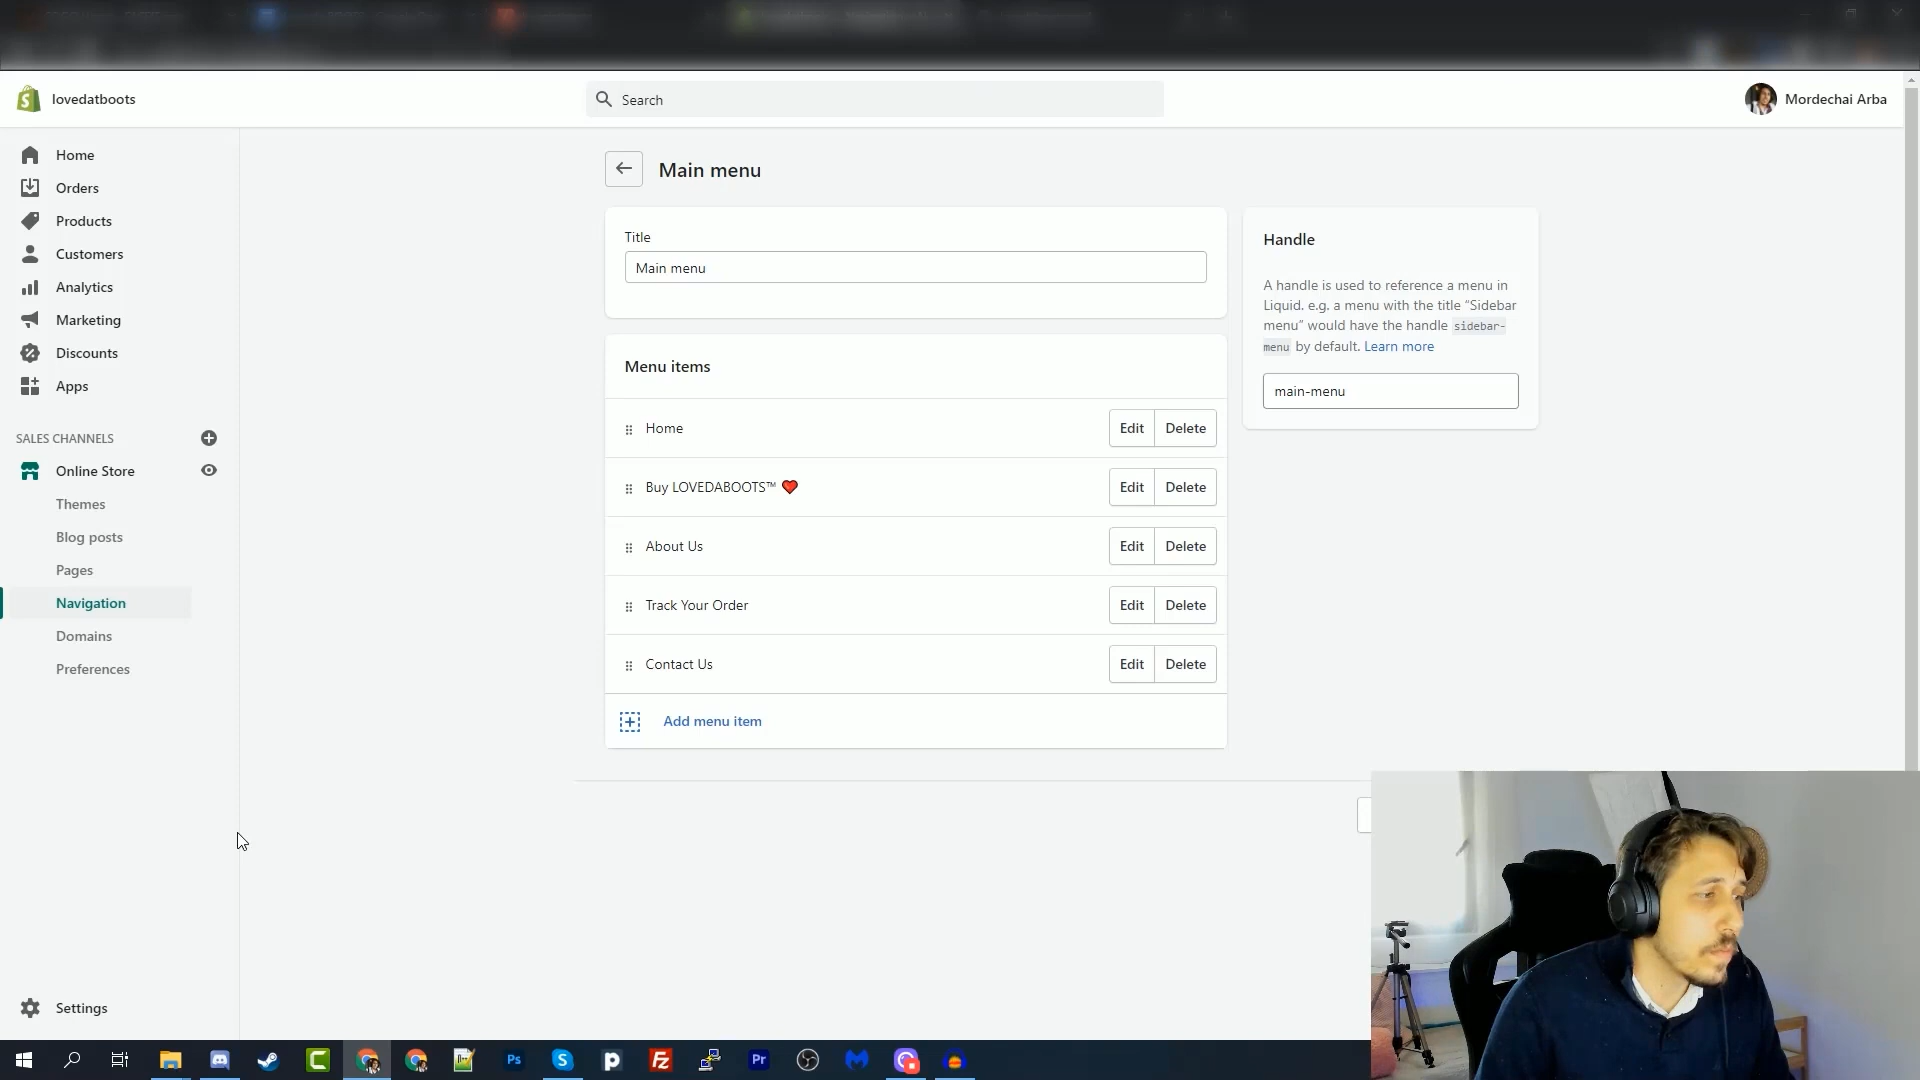 lovedatboots
Search
Mordechai Arba
Home
Orders
Products
Customers
Analytics
Marketing
Discounts
Apps
SALES CHANNELS
Online Store
Themes
Blog posts
Pages
Navigation
Domains
Preferences
Settings
Main menu
Title
Main menu
Menu items
Home
Edit
Delete
Buy LOVEDABOOTS™ ❤
Edit
Delete
About Us
Edit
Delete
Track Your Order
Edit
Delete
Contact Us
Edit
Delete
Add menu item
Handle
A handle is used to reference a menu in
Liquid. e.g. a menu with the title “Sidebar
menu” would have the handle sidebar-
menu by default. Learn more
main-menu
Ps
Pr